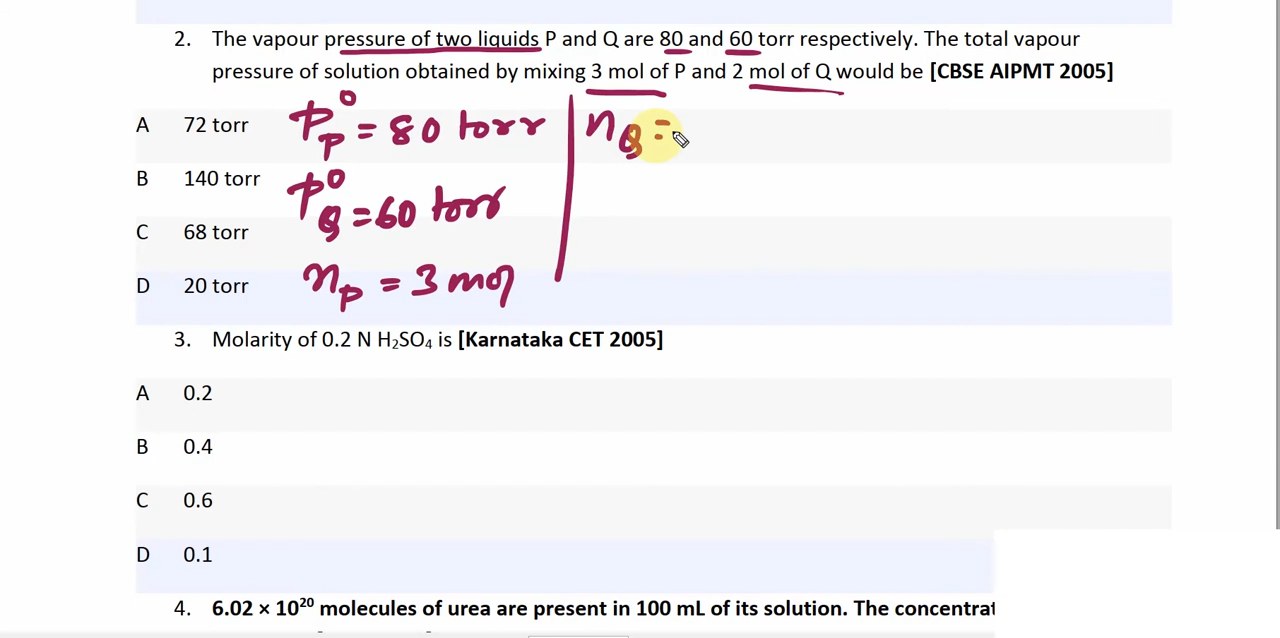 2. The vapour pressure of two liquids P and Q are 80 and 60 torr respectively. The total vapour
pressure of solution obtained by mixing 3 mol of P and 2 mol of Q would be [CBSE AIPMT 2005]
A 72 torr
B 140 torr
C 68 torr
D 20 torr
P°P = 80 torr
P°Q = 60 torr
nP = 3 mol
nQ =
3. Molarity of 0.2 N H₂SO₄ is [Karnataka CET 2005]
A 0.2
B 0.4
C 0.6
D 0.1
4. 6.02 × 10²⁰ molecules of urea are present in 100 mL of its solution. The concentrat